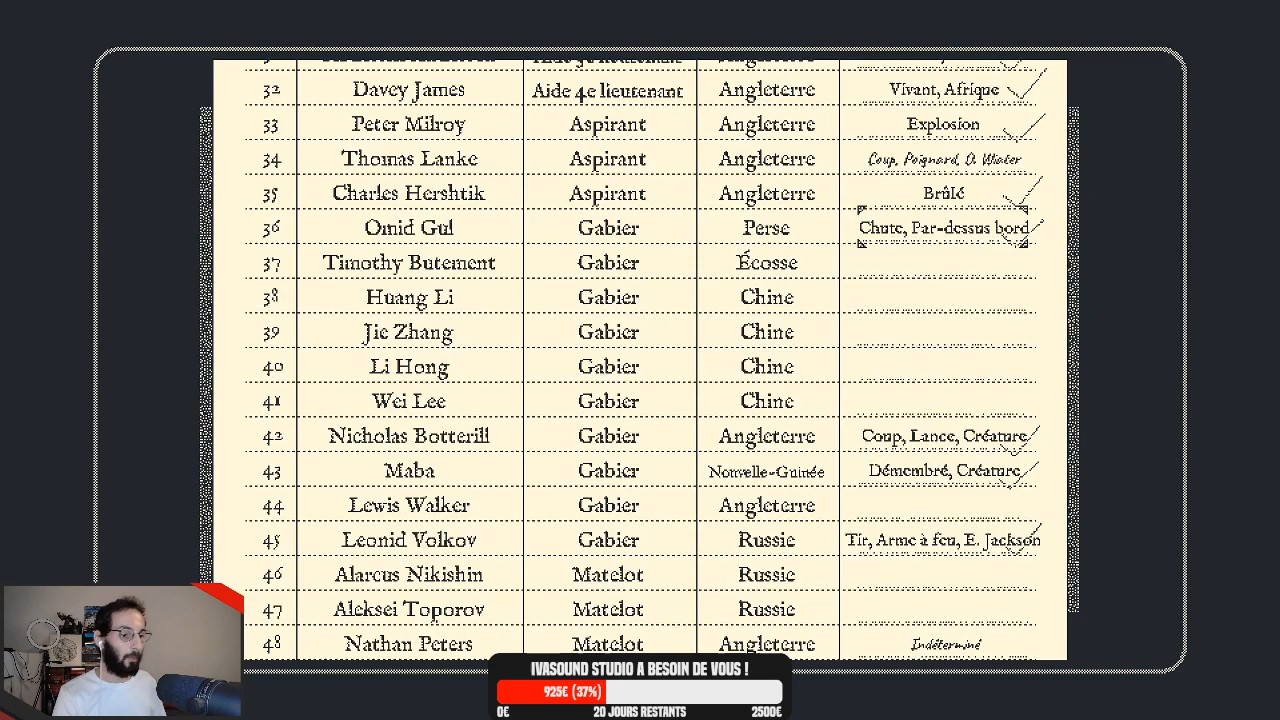 32 Davey James Aide 4e lieutenant Angleterre Vivant, Afrique
33 Peter Milroy Aspirant Angleterre Explosion
34 Thomas Lanke Aspirant Angleterre Coup, Poignard, O. Wiater
35 Charles Hershtik Aspirant Angleterre Brûlé
36 Omid Gul Gabier Perse Chute, Par-dessus bord
37 Timothy Butement Gabier Écosse
38 Huang Li Gabier Chine
39 Jie Zhang Gabier Chine
40 Li Hong Gabier Chine
41 Wei Lee Gabier Chine
42 Nicholas Botterill Gabier Angleterre Coup, Lance, Créature
43 Maba Gabier Nouvelle-Guinée Démembré, Créature
44 Lewis Walker Gabier Angleterre
45 Leonid Volkov Gabier Russie Tir, Arme à feu, E. Jackson
46 Alarcus Nikishin Matelot Russie
47 Aleksei Toporov Matelot Russie
48 Nathan Peters Matelot Angleterre Indéterminé
IVASOUND STUDIO A BESOIN DE VOUS !
925€ (37%)
0€ 20 JOURS RESTANTS 2500€